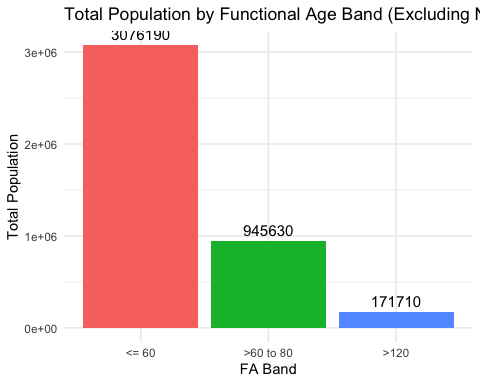 Total Population by Functional Age Band (Excluding N
3076190
3e+06
2e+06
945630
1e+06
171710
0e+00
Total Population
<= 60
>60 to 80
>120
FA Band